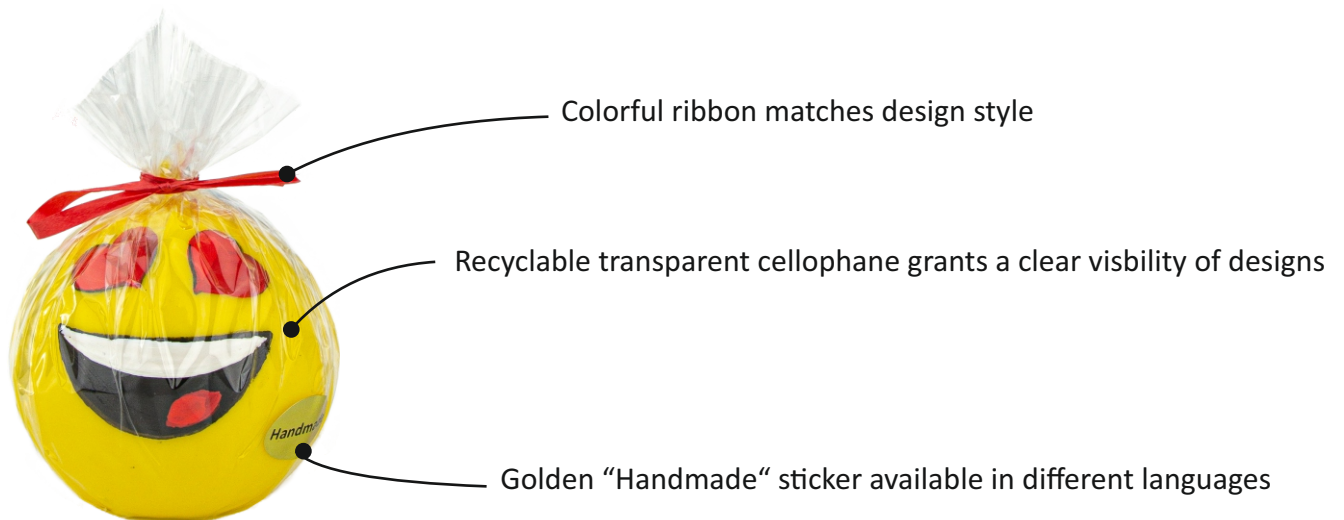 Colorful ribbon matches design style
Recyclable transparent cellophane grants a clear visbility of designs
Golden “Handmade“ sticker available in different languages